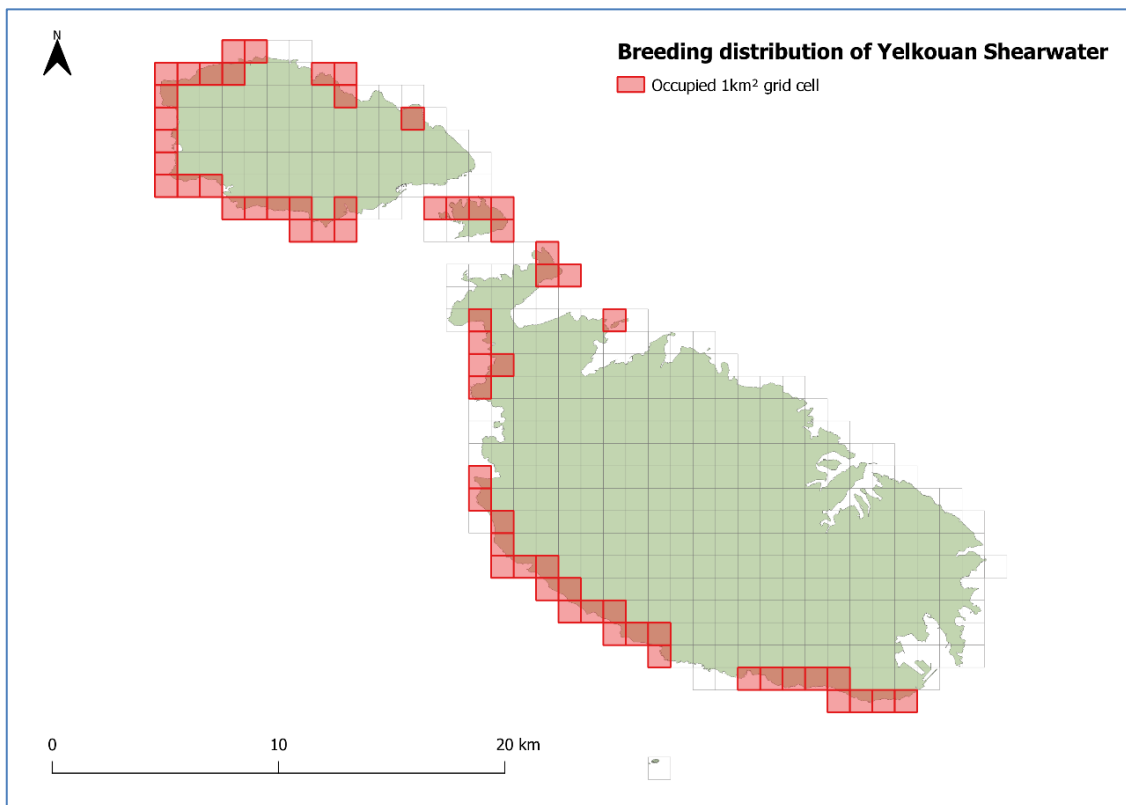 N
Breeding distribution of Yelkouan Shearwater
Occupied 1km² grid cell
0 10 20 km